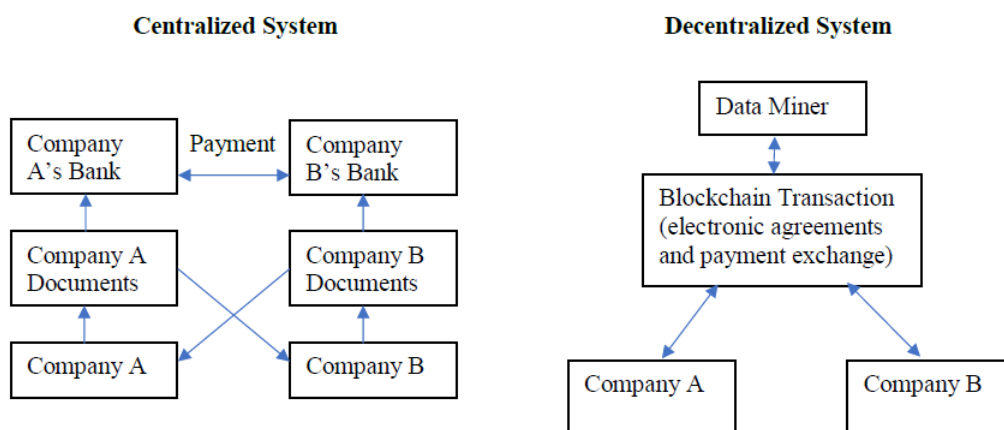 Centralized System
Company
A's Bank
Payment
Company
B's Bank
Company A
Documents
Company B
Documents
Company A
Company B
Decentralized System
Data Miner
Blockchain Transaction
(electronic agreements
and payment exchange)
Company A
Company B